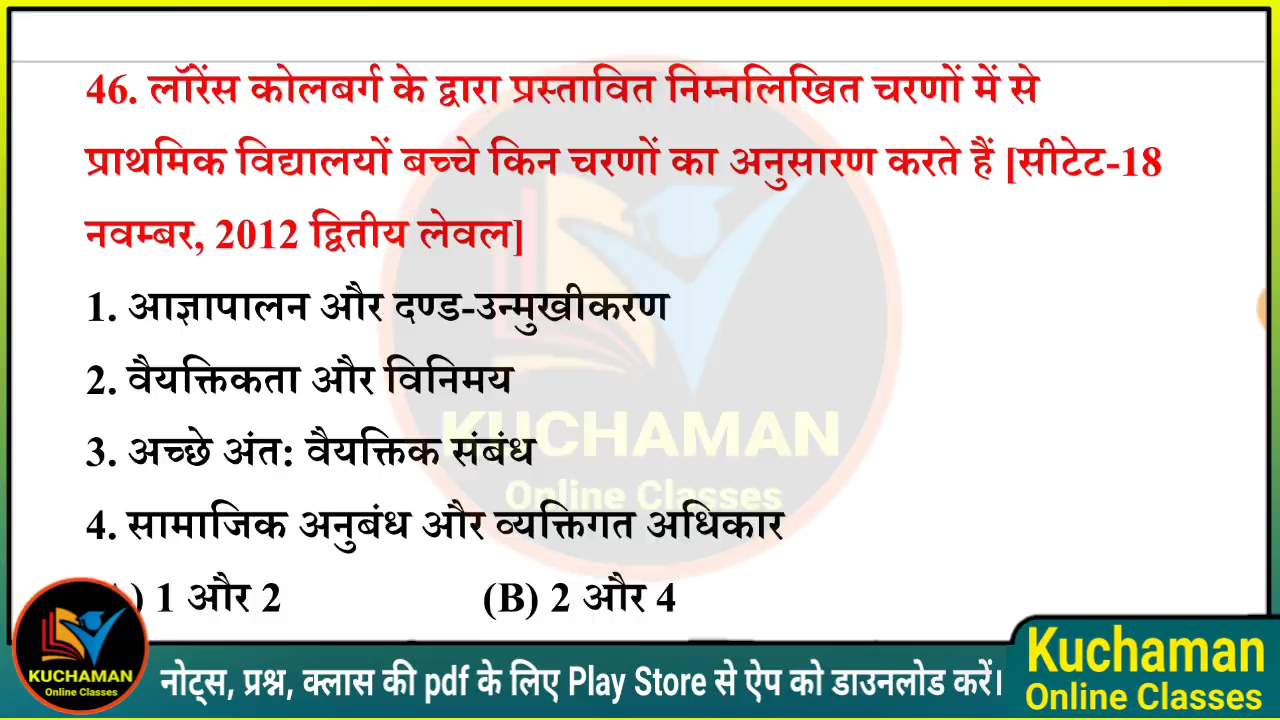 46. लॉरेंस कोलबर्ग के द्वारा प्रस्तावित निम्नलिखित चरणों में से
प्राथमिक विद्यालयों बच्चे किन चरणों का अनुसारण करते हैं [सीटेट-18
नवम्बर, 2012 द्वितीय लेवल]
1. आज्ञापालन और दण्ड-उन्मुखीकरण
2. वैयक्तिकता और विनिमय
3. अच्छे अंत: वैयक्तिक संबंध
4. सामाजिक अनुबंध और व्यक्तिगत अधिकार
) 1 और 2 (B) 2 और 4
KUCHAMAN
Online Classes
KUCHAMAN
Online Classes
नोट्स, प्रश्न, क्लास की pdf के लिए Play Store से ऐप को डाउनलोड करें।
Kuchaman
Online Classes